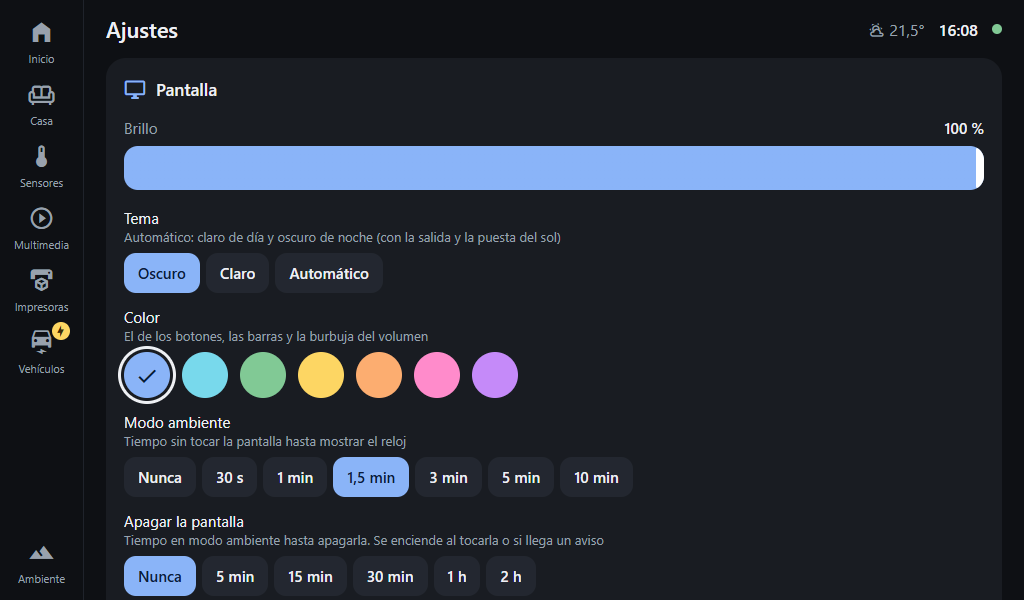 Ajustes
21,5°
16:08
Inicio
Casa
Sensores
Multimedia
Impresoras
Vehículos
Ambiente
Pantalla
Brillo
100 %
Tema
Automático: claro de día y oscuro de noche (con la salida y la puesta del sol)
Oscuro
Claro
Automático
Color
El de los botones, las barras y la burbuja del volumen
Modo ambiente
Tiempo sin tocar la pantalla hasta mostrar el reloj
Nunca
30 s
1 min
1,5 min
3 min
5 min
10 min
Apagar la pantalla
Tiempo en modo ambiente hasta apagarla. Se enciende al tocarla o si llega un aviso
Nunca
5 min
15 min
30 min
1 h
2 h